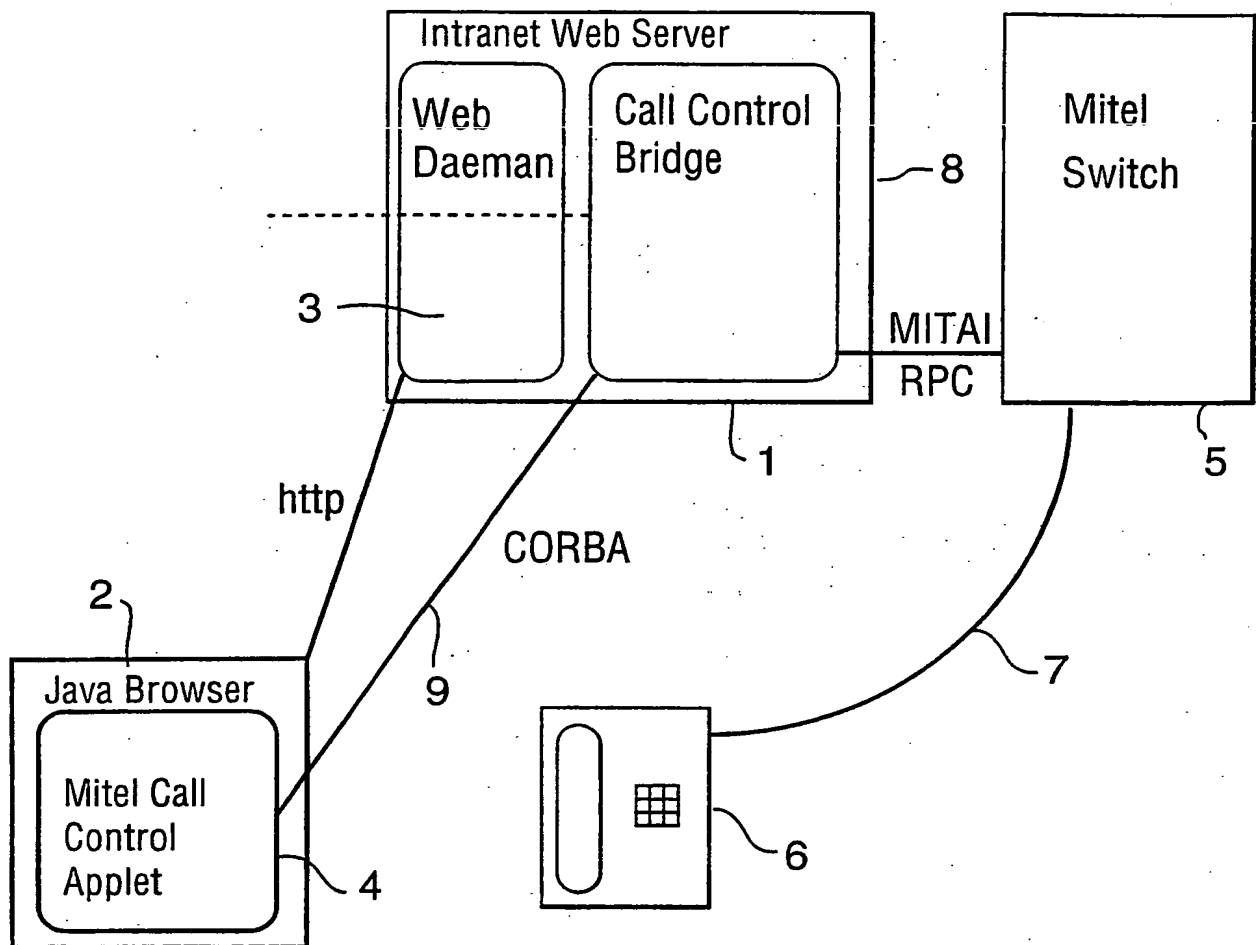 Intranet Web Server
Web
Daeman
Call Control
Bridge
Mitel
Switch
8
3
MITAI
RPC
1
5
http
CORBA
2
9
7
Java Browser
Mitel Call
Control
Applet
4
6